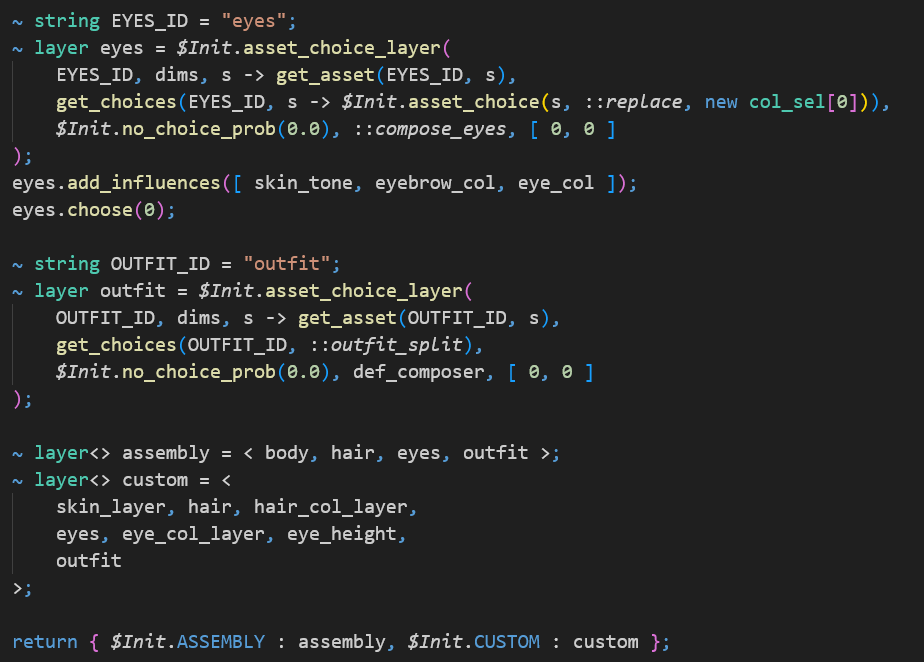 ~ string EYES_ID = "eyes";
~ layer eyes = $Init.asset_choice_layer(
    EYES_ID, dims, s -> get_asset(EYES_ID, s),
    get_choices(EYES_ID, s -> $Init.asset_choice(s, ::replace, new col_sel[0])),
    $Init.no_choice_prob(0.0), ::compose_eyes, [ 0, 0 ]
);
eyes.add_influences([ skin_tone, eyebrow_col, eye_col ]);
eyes.choose(0);

~ string OUTFIT_ID = "outfit";
~ layer outfit = $Init.asset_choice_layer(
    OUTFIT_ID, dims, s -> get_asset(OUTFIT_ID, s),
    get_choices(OUTFIT_ID, ::outfit_split),
    $Init.no_choice_prob(0.0), def_composer, [ 0, 0 ]
);

~ layer<> assembly = < body, hair, eyes, outfit >;
~ layer<> custom = <
    skin_layer, hair, hair_col_layer,
    eyes, eye_col_layer, eye_height,
    outfit
>;

return { $Init.ASSEMBLY : assembly, $Init.CUSTOM : custom };